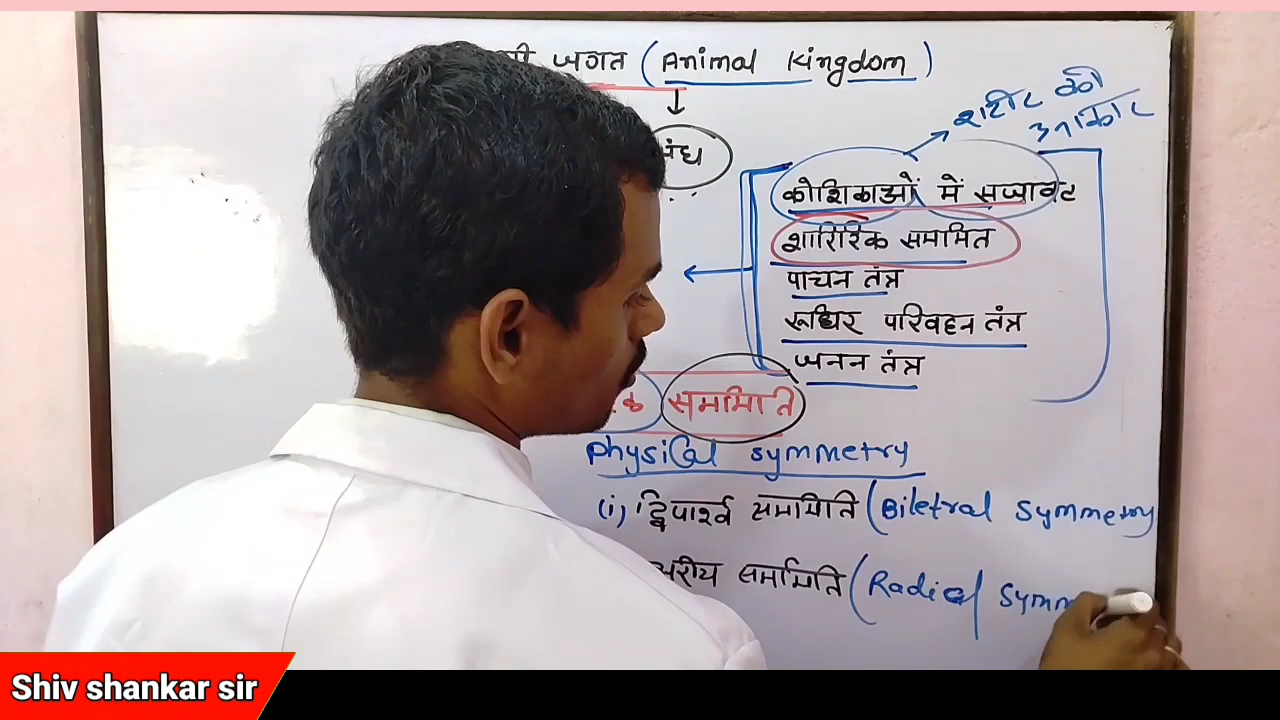 जगत (Animal Kingdom)
शरीर की
आकार
कोशिकाओं में सजावट
शारिरिक सममित
पाचन तंत्र
रूधिर परिवहन तंत्र
जनन तंत्र
सममिति
Physical symmetry
(i) द्विपार्श्व सममिति (Biletral Symmetry
अरीय सममिति (Radial Symm
Shiv shankar sir